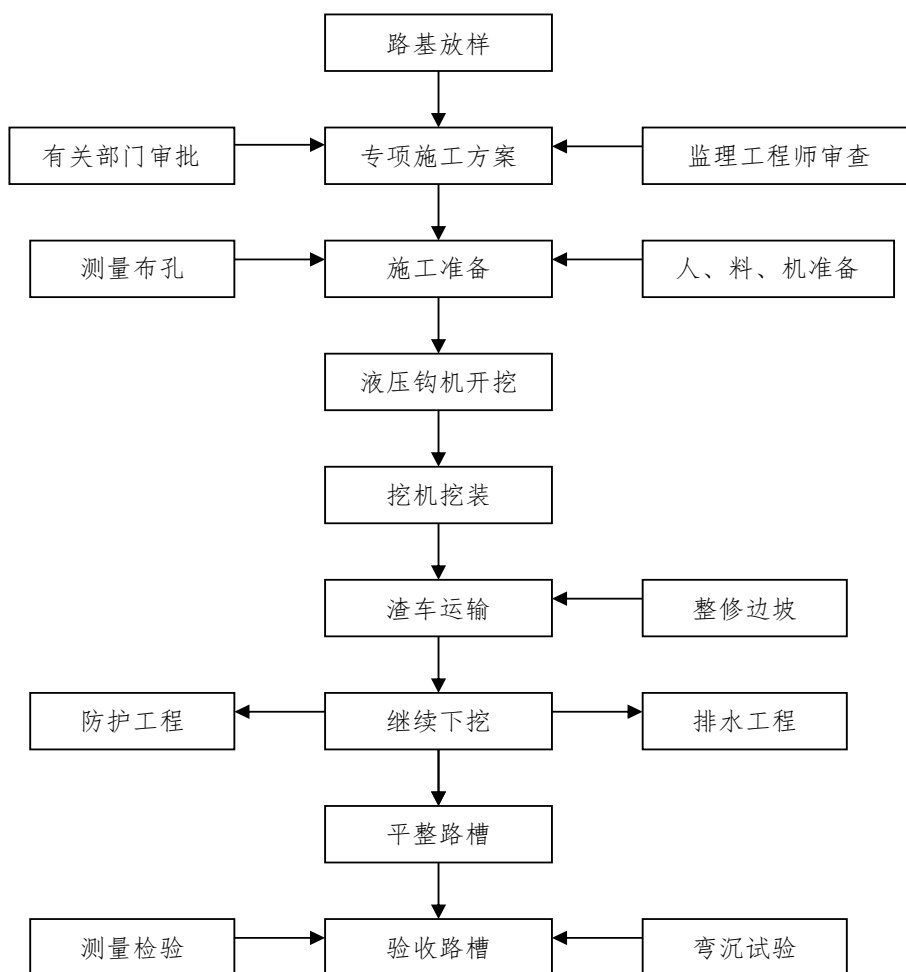 路基放样
有关部门审批
专项施工方案
监理工程师审查
测量布孔
施工准备
人、料、机准备
液压钩机开挖
挖机挖装
渣车运输
整修边坡
防护工程
继续下挖
排水工程
平整路槽
测量检验
验收路槽
弯沉试验